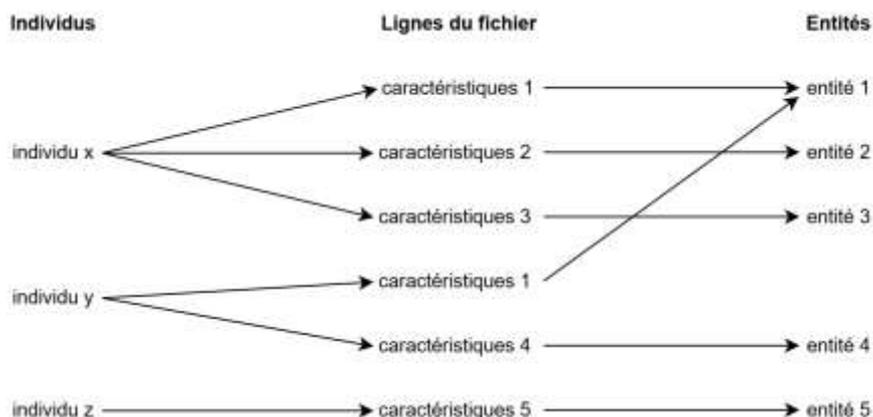 Individus Lignes du fichier Entités
caractéristiques 1 entité 1
individu x caractéristiques 2 entité 2
caractéristiques 3 entité 3
caractéristiques 1
individu y
caractéristiques 4 entité 4
individu z caractéristiques 5 entité 5